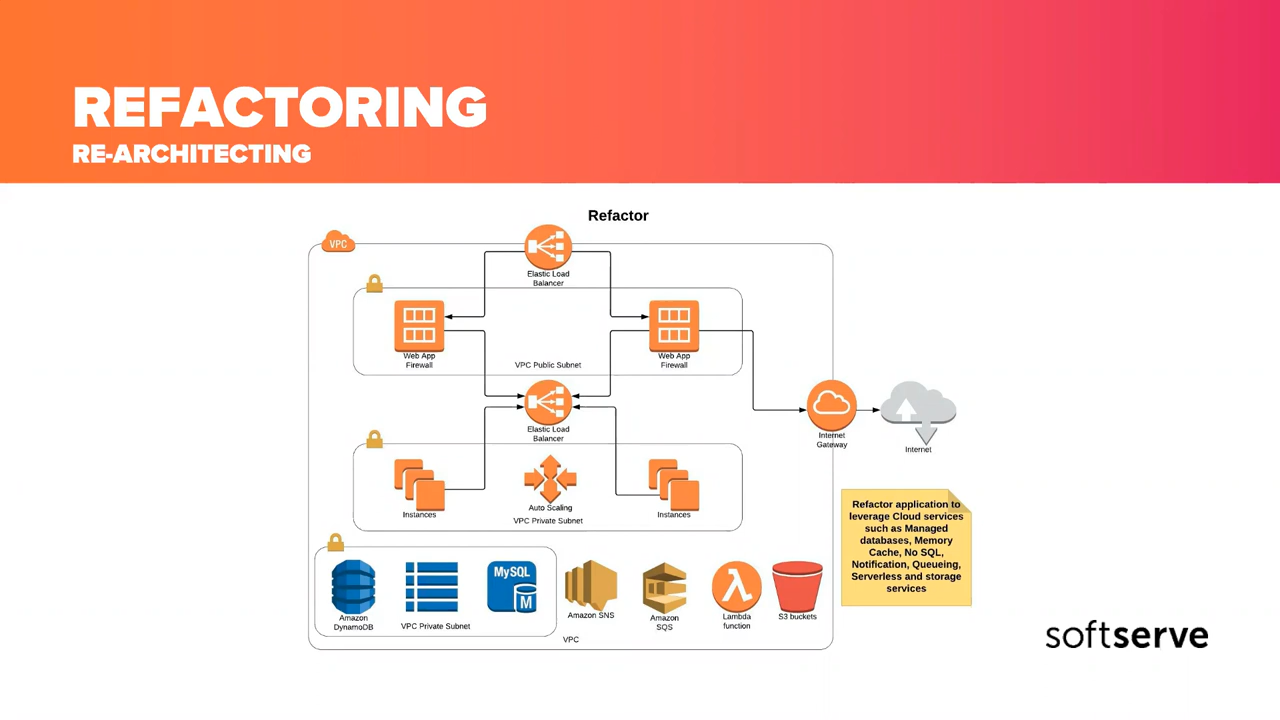 REFACTORING
RE-ARCHITECTING
Refactor
VPC
Elastic Load
Balancer
Web App
Firewall
VPC Public Subnet
Web App
Firewall
Elastic Load
Balancer
Internet
Gateway
Internet
Instances
Auto Scaling
VPC Private Subnet
Instances
Refactor application to
leverage Cloud services
such as Managed
databases, Memory
Cache, No SQL,
Notification, Queueing,
Serverless and storage
services
Amazon
DynamoDB
VPC Private Subnet
MySQL
M
Amazon SNS
Amazon
SQS
λ
Lambda
function
S3 buckets
VPC
softserve